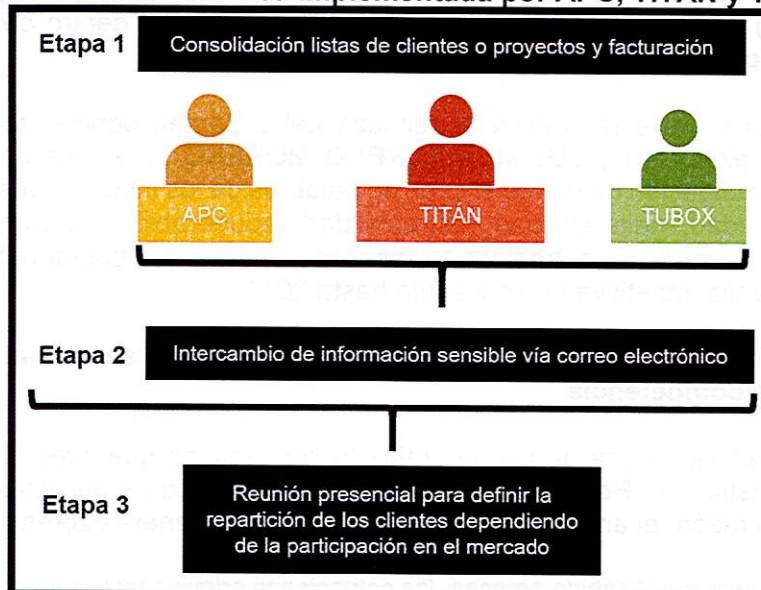 Etapa 1
Consolidación listas de clientes o proyectos y facturación
APC
TITÁN
TUBOX
Etapa 2
Intercambio de información sensible vía correo electrónico
Etapa 3
Reunión presencial para definir la
repartición de los clientes dependiendo
de la participación en el mercado